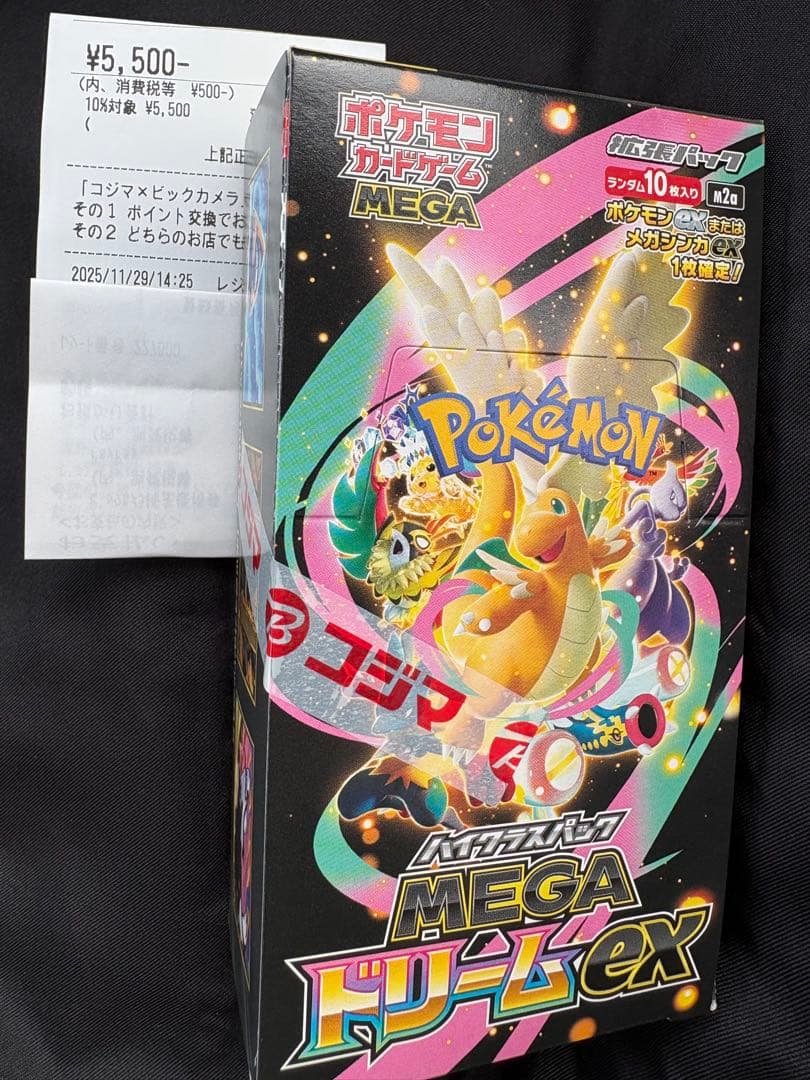 ¥5,500-
(内、消費税等 ¥500-)
10%対象 ¥5,500
(
上記正
「コジマ×ビックカメラ
その1 ポイント交換でお
その2 どちらのお店でも
2025/11/29/14:25 レジ
ポケモン
カードゲーム
MEGA
拡張パック
ランダム10枚入り
M2a
ポケモンexまたは
メガシンカex
1枚確定!
Pokémon
コジマ
ハイクラスパック
MEGA
ドリームex